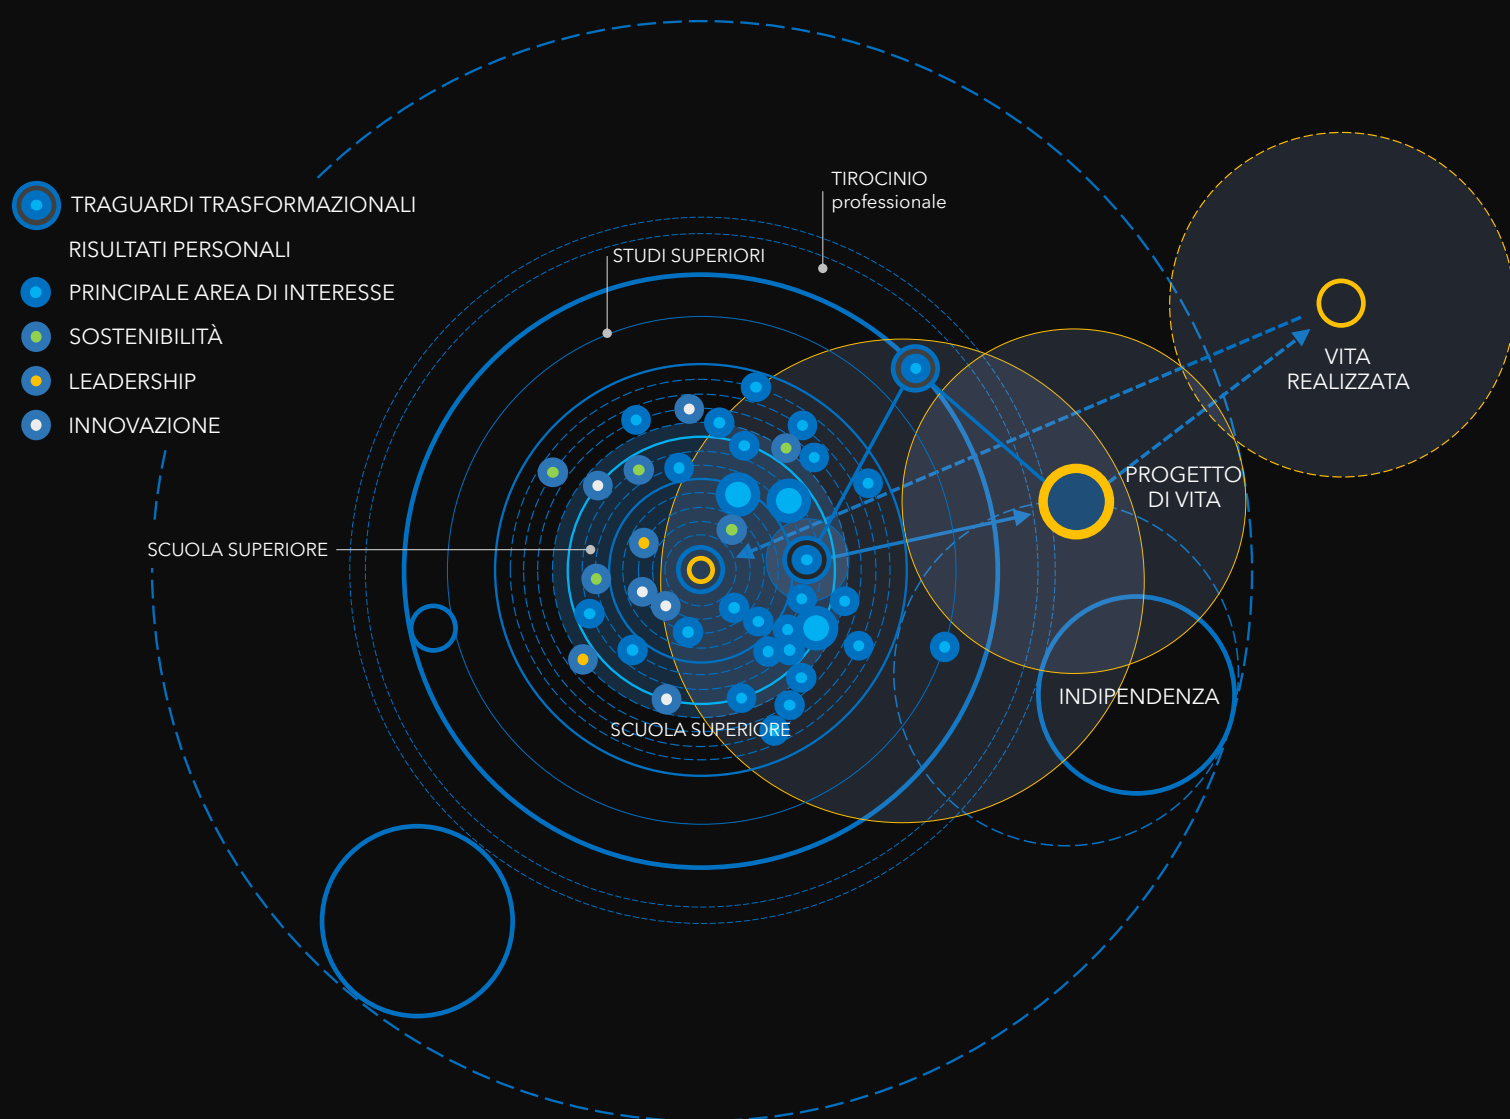 TRAGUARDI TRASFORMAZIONALI
RISULTATI PERSONALI
PRINCIPALE AREA DI INTERESSE
SOSTENIBILITÀ
LEADERSHIP
INNOVAZIONE
TIROCINIO
professionale
STUDI SUPERIORI
VITA
REALIZZATA
PROGETTO
DI VITA
SCUOLA SUPERIORE
INDIPENDENZA
SCUOLA SUPERIORE